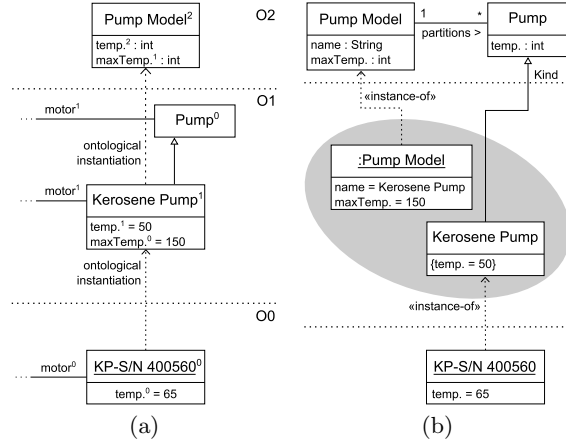 O2
Pump Model²
temp.² : int
maxTemp.¹ : int
O1
motor¹
Pump⁰
ontological
instantiation
motor¹
Kerosene Pump¹
temp.¹ = 50
maxTemp.⁰ = 150
ontological
instantiation
O0
motor⁰
KP-S/N 400560⁰
temp.⁰ = 65
(a)
Pump Model
name : String
maxTemp. : int
1
*
partitions >
Pump
temp. : int
Kind
«instance-of»
:Pump Model
name = Kerosene Pump
maxTemp. = 150
Kerosene Pump
{temp. = 50}
«instance-of»
KP-S/N 400560
temp. = 65
(b)